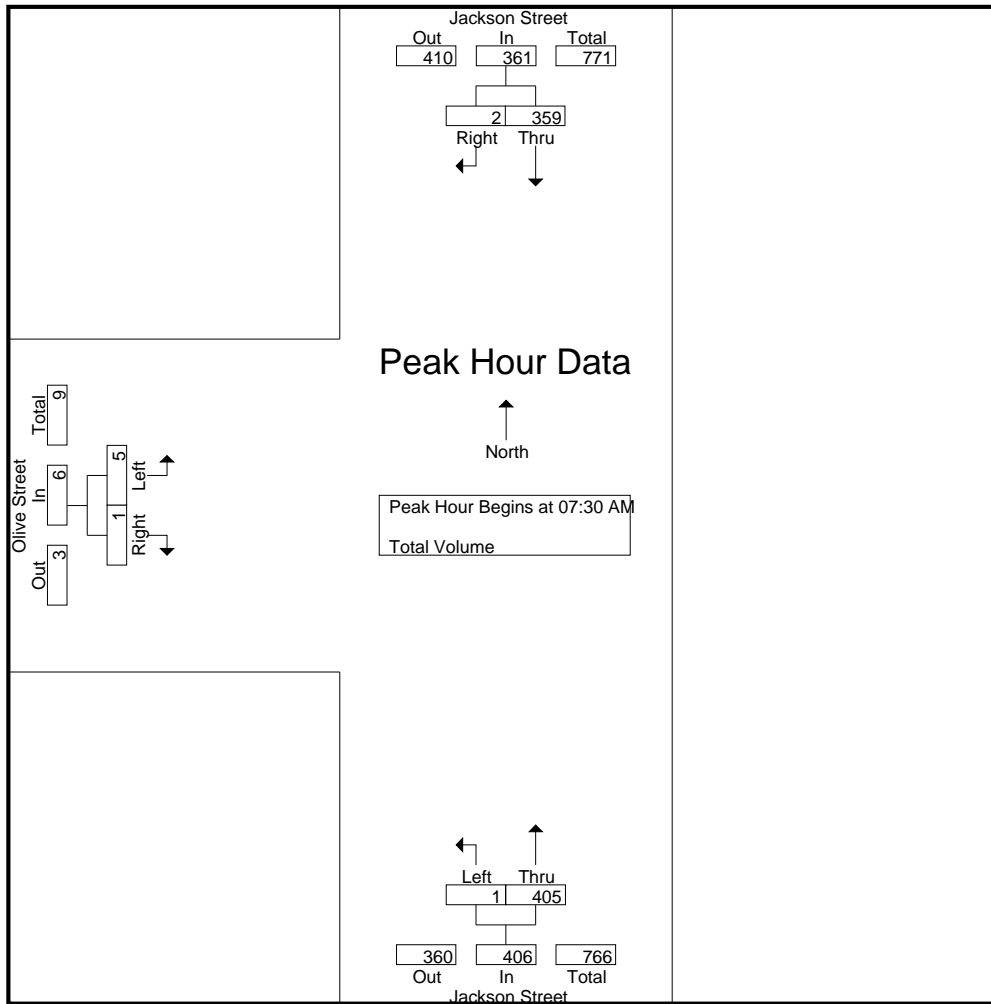 Jackson Street
Out In Total
410 361 771
2 359
Right Thru
Peak Hour Data
North
Peak Hour Begins at 07:30 AM
Total Volume
Olive Street
Total In Out
9 6 3
5 1
Left Right
Left Thru
1 405
360 406 766
Out In Total
Jackson Street